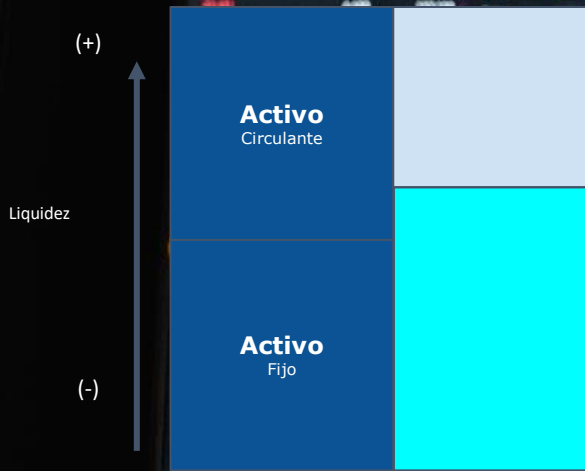 (+)
Activo
Circulante
Liquidez
Activo
Fijo
(-)